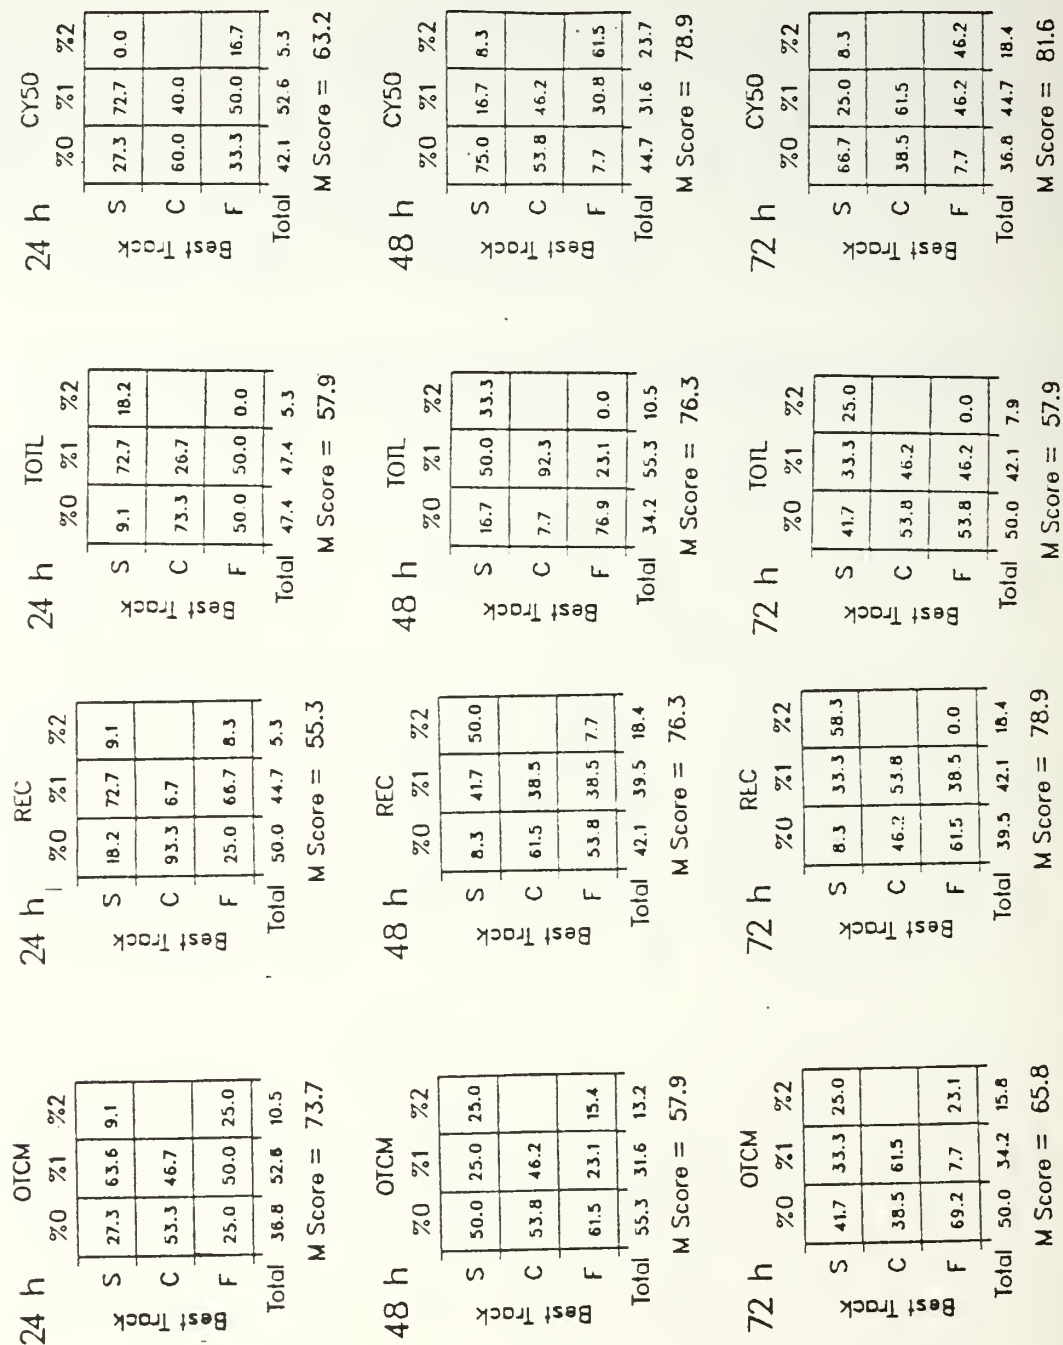 24 h
OTCM
%0 %1 %2
Best Track
S 27.3 63.6 9.1
C 53.3 46.7
F 25.0 50.0 25.0
Total 36.8 52.6 10.5
M Score = 73.7
24 h
REC
%0 %1 %2
Best Track
S 18.2 72.7 9.1
C 93.3 6.7
F 25.0 66.7 8.3
Total 50.0 44.7 5.3
M Score = 55.3
24 h
TOTL
%0 %1 %2
Best Track
S 9.1 72.7 18.2
C 73.3 26.7
F 50.0 50.0 0.0
Total 47.4 47.4 5.3
M Score = 57.9
24 h
CY50
%0 %1 %2
Best Track
S 27.3 72.7 0.0
C 60.0 40.0
F 33.3 50.0 16.7
Total 42.1 52.6 5.3
M Score = 63.2
48 h
OTCM
%0 %1 %2
Best Track
S 50.0 25.0 25.0
C 53.8 46.2
F 61.5 23.1 15.4
Total 55.3 31.6 13.2
M Score = 57.9
48 h
REC
%0 %1 %2
Best Track
S 8.3 41.7 50.0
C 61.5 38.5
F 53.8 38.5 7.7
Total 42.1 39.5 18.4
M Score = 76.3
48 h
TOTL
%0 %1 %2
Best Track
S 16.7 50.0 33.3
C 7.7 92.3
F 76.9 23.1 0.0
Total 34.2 55.3 10.5
M Score = 76.3
48 h
CY50
%0 %1 %2
Best Track
S 75.0 16.7 8.3
C 53.8 46.2
F 7.7 30.8 61.5
Total 44.7 31.6 23.7
M Score = 78.9
72 h
OTCM
%0 %1 %2
Best Track
S 41.7 33.3 25.0
C 38.5 61.5
F 69.2 7.7 23.1
Total 50.0 34.2 15.8
M Score = 65.8
72 h
REC
%0 %1 %2
Best Track
S 8.3 33.3 58.3
C 46.2 53.8
F 61.5 38.5 0.0
Total 39.5 42.1 18.4
M Score = 78.9
72 h
TOTL
%0 %1 %2
Best Track
S 41.7 33.3 25.0
C 53.8 46.2
F 53.8 46.2 0.0
Total 50.0 42.1 7.9
M Score = 57.9
72 h
CY50
%0 %1 %2
Best Track
S 66.7 25.0 8.3
C 38.5 61.5
F 7.7 46.2 46.2
Total 36.8 44.7 18.4
M Score = 81.6